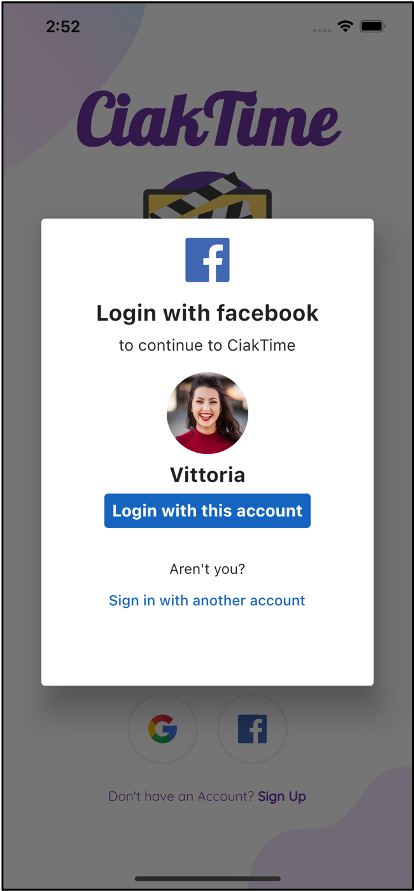 2:52
CiakTime
Login with facebook
to continue to CiakTime
Vittoria
Login with this account
Aren't you?
Sign in with another account
Don't have an Account? Sign Up